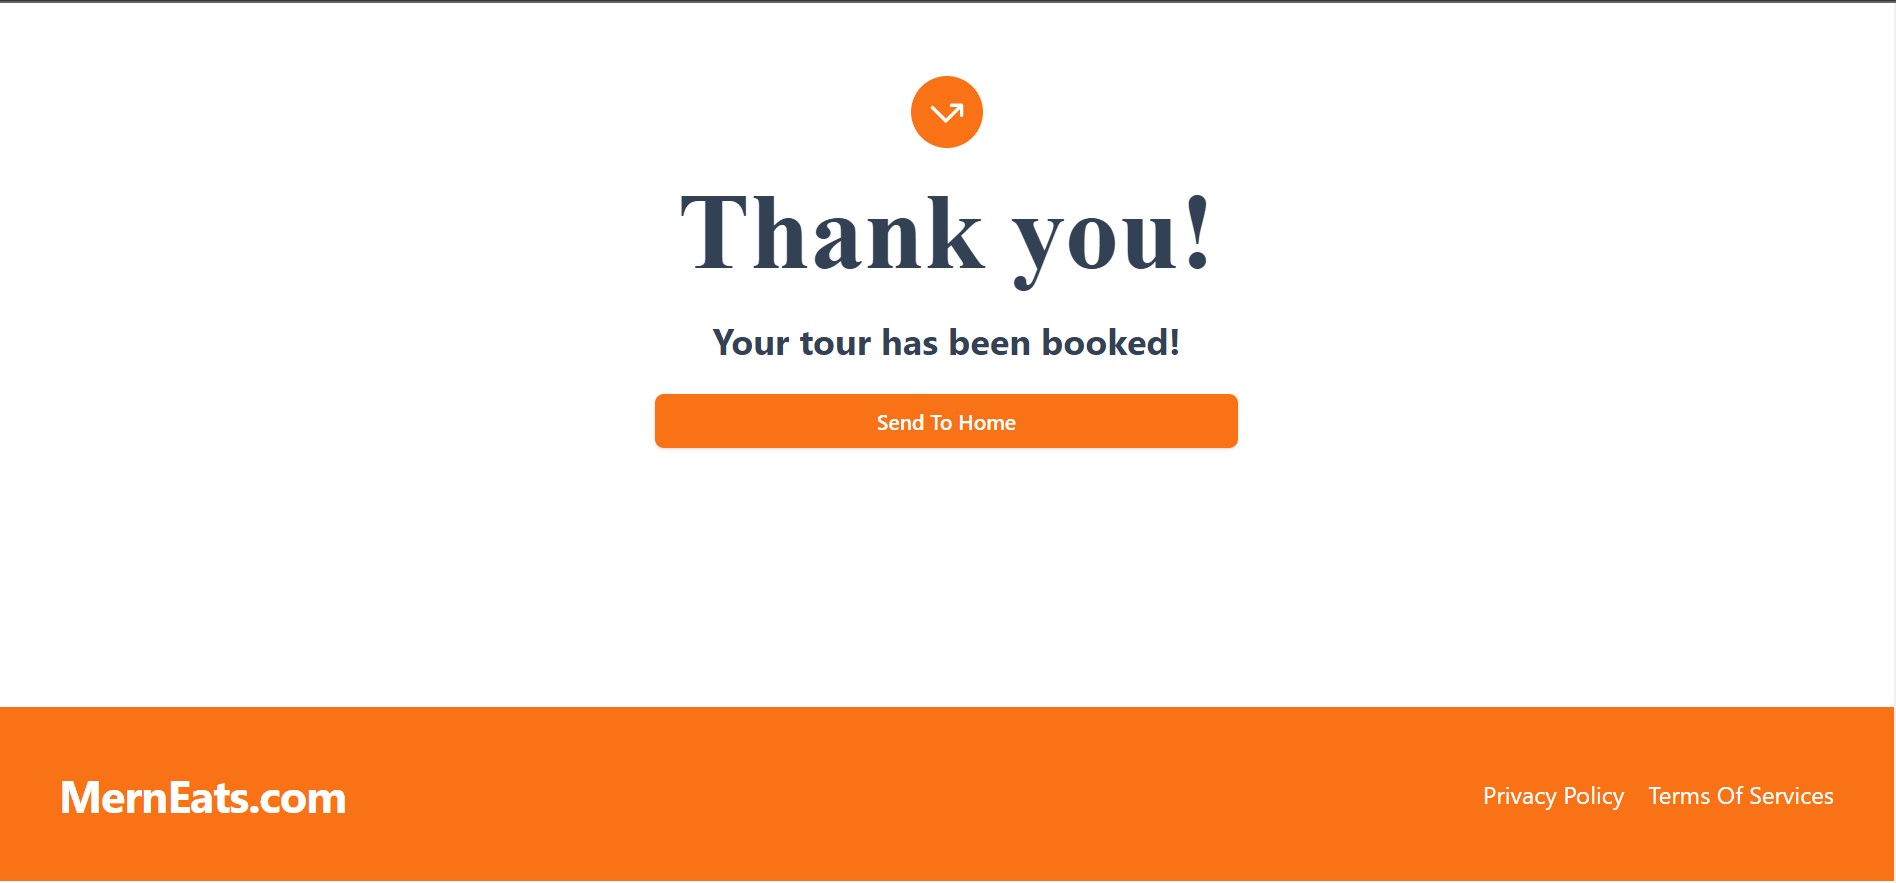 Thank you!
Your tour has been booked!
Send To Home
MernEats.com
Privacy Policy Terms Of Services